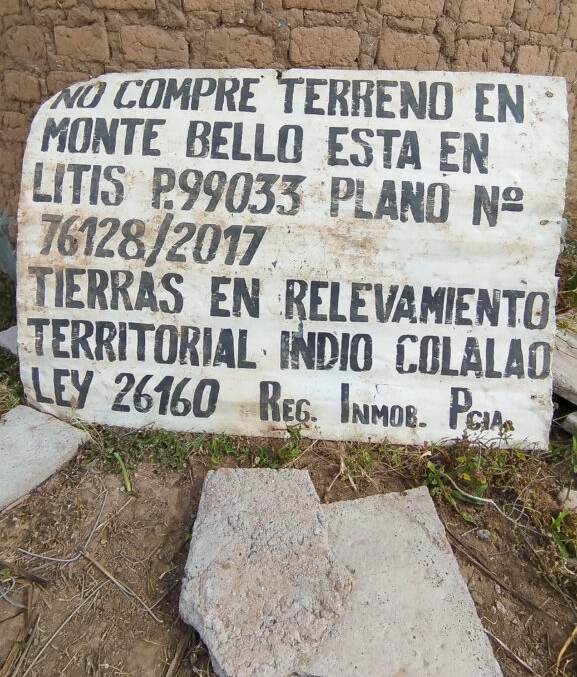 NO COMPRE TERRENO EN
MONTE BELLO ESTA EN
LITIS P.99033 PLANO Nº
76128/2017
TIERRAS EN RELEVAMIENTO
TERRITORIAL INDIO COLALAO
LEY 26160 REG. INMOB. PCIA.